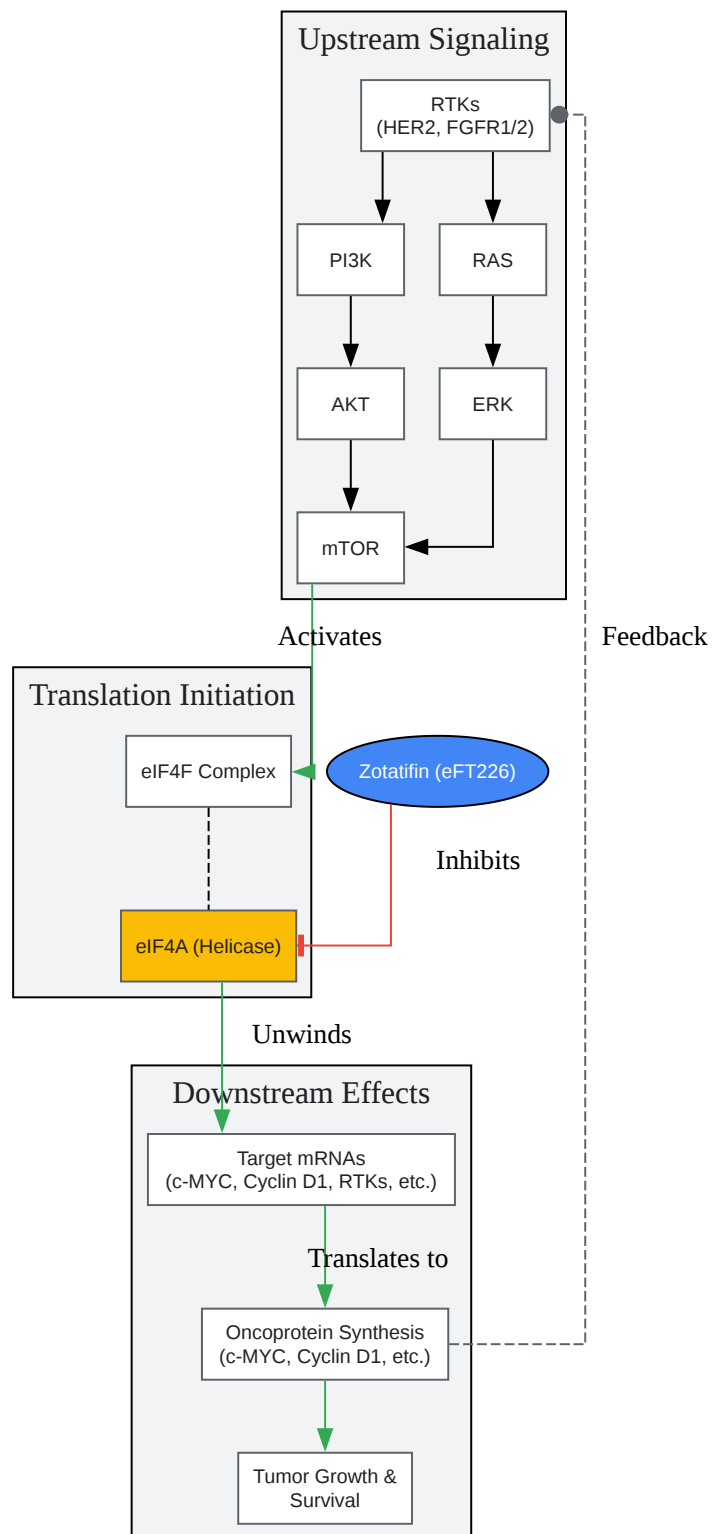 Upstream Signaling
RTKs
(HER2, FGFR1/2)
PI3K
RAS
AKT
ERK
mTOR
Activates
Feedback
Translation Initiation
eIF4F Complex
Zotatifin (eFT226)
Inhibits
eIF4A (Helicase)
Unwinds
Downstream Effects
Target mRNAs
(c-MYC, Cyclin D1, RTKs, etc.)
Translates to
Oncoprotein Synthesis
(c-MYC, Cyclin D1, etc.)
Tumor Growth &
Survival